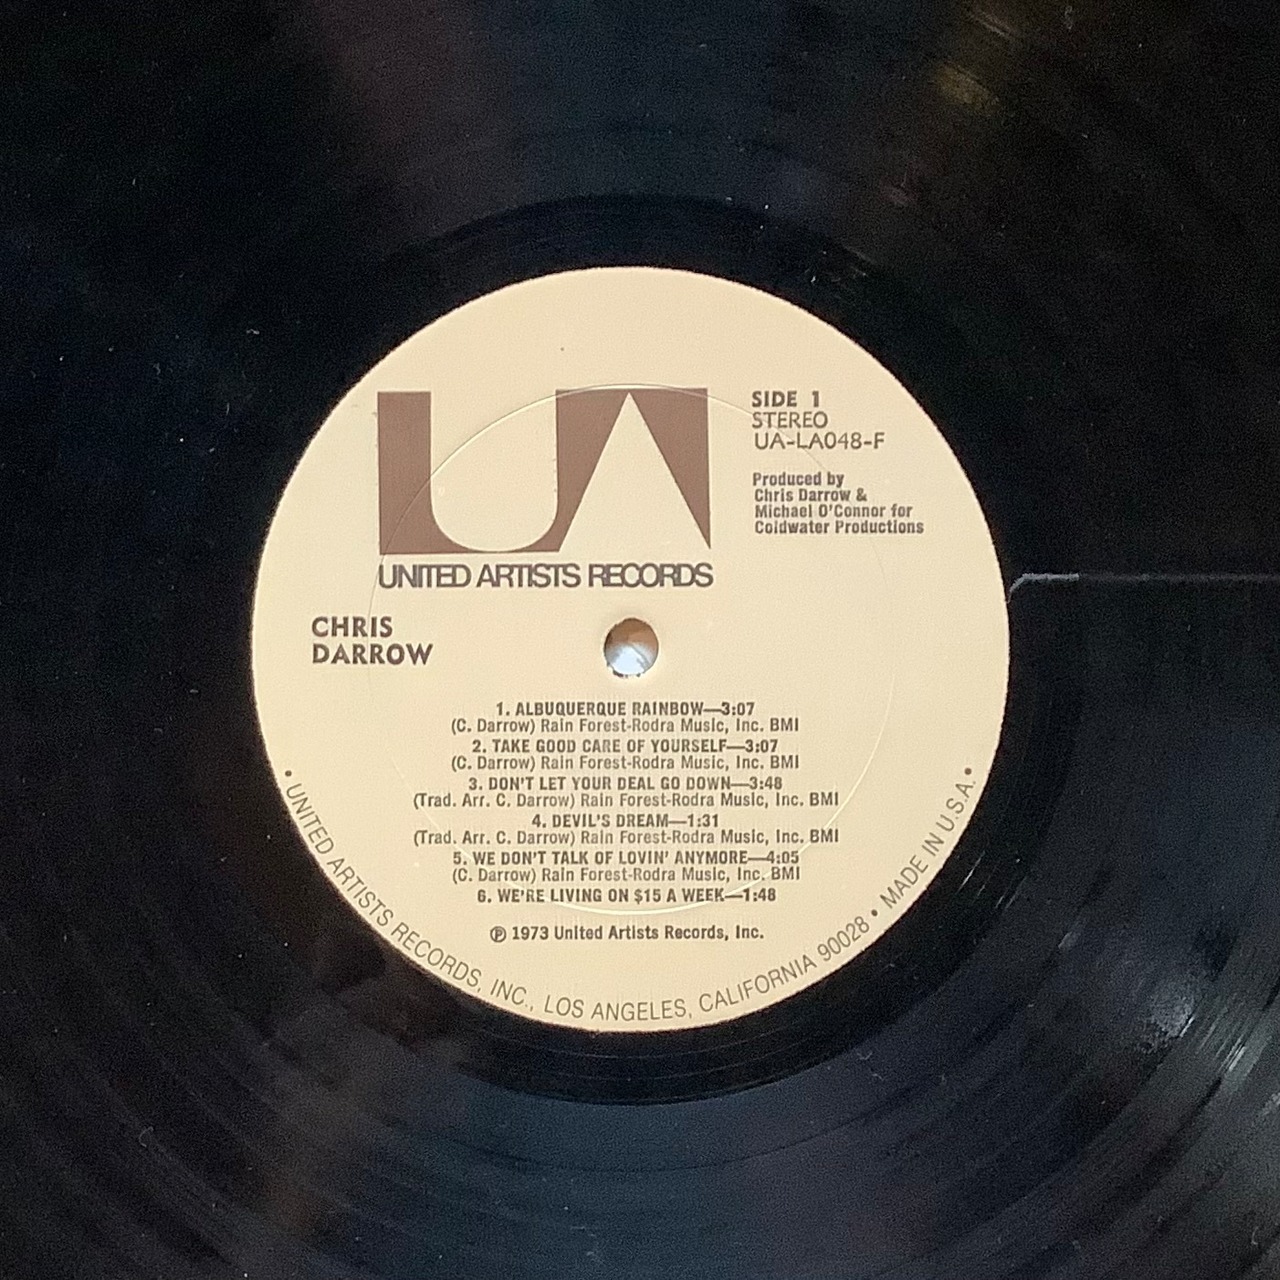 UA
UNITED ARTISTS RECORDS
SIDE 1
STEREO
UA-LA048-F
Produced by
Chris Darrow &
Michael O'Connor for
Coldwater Productions
CHRIS
DARROW
1. ALBUQUERQUE RAINBOW—3:07
(C. Darrow) Rain Forest-Rodra Music, Inc. BMI
2. TAKE GOOD CARE OF YOURSELF—3:07
(C. Darrow) Rain Forest-Rodra Music, Inc. BMI
3. DON'T LET YOUR DEAL GO DOWN—3:48
(Trad. Arr. C. Darrow) Rain Forest-Rodra Music, Inc. BMI
4. DEVIL'S DREAM—1:31
(Trad. Arr. C. Darrow) Rain Forest-Rodra Music, Inc. BMI
5. WE DON'T TALK OF LOVIN' ANYMORE—4:05
(C. Darrow) Rain Forest-Rodra Music, Inc. BMI
6. WE'RE LIVING ON $15 A WEEK—1:48
℗ 1973 United Artists Records, Inc.
• UNITED ARTISTS RECORDS, INC., LOS ANGELES, CALIFORNIA 90028 • MADE IN U.S.A. •